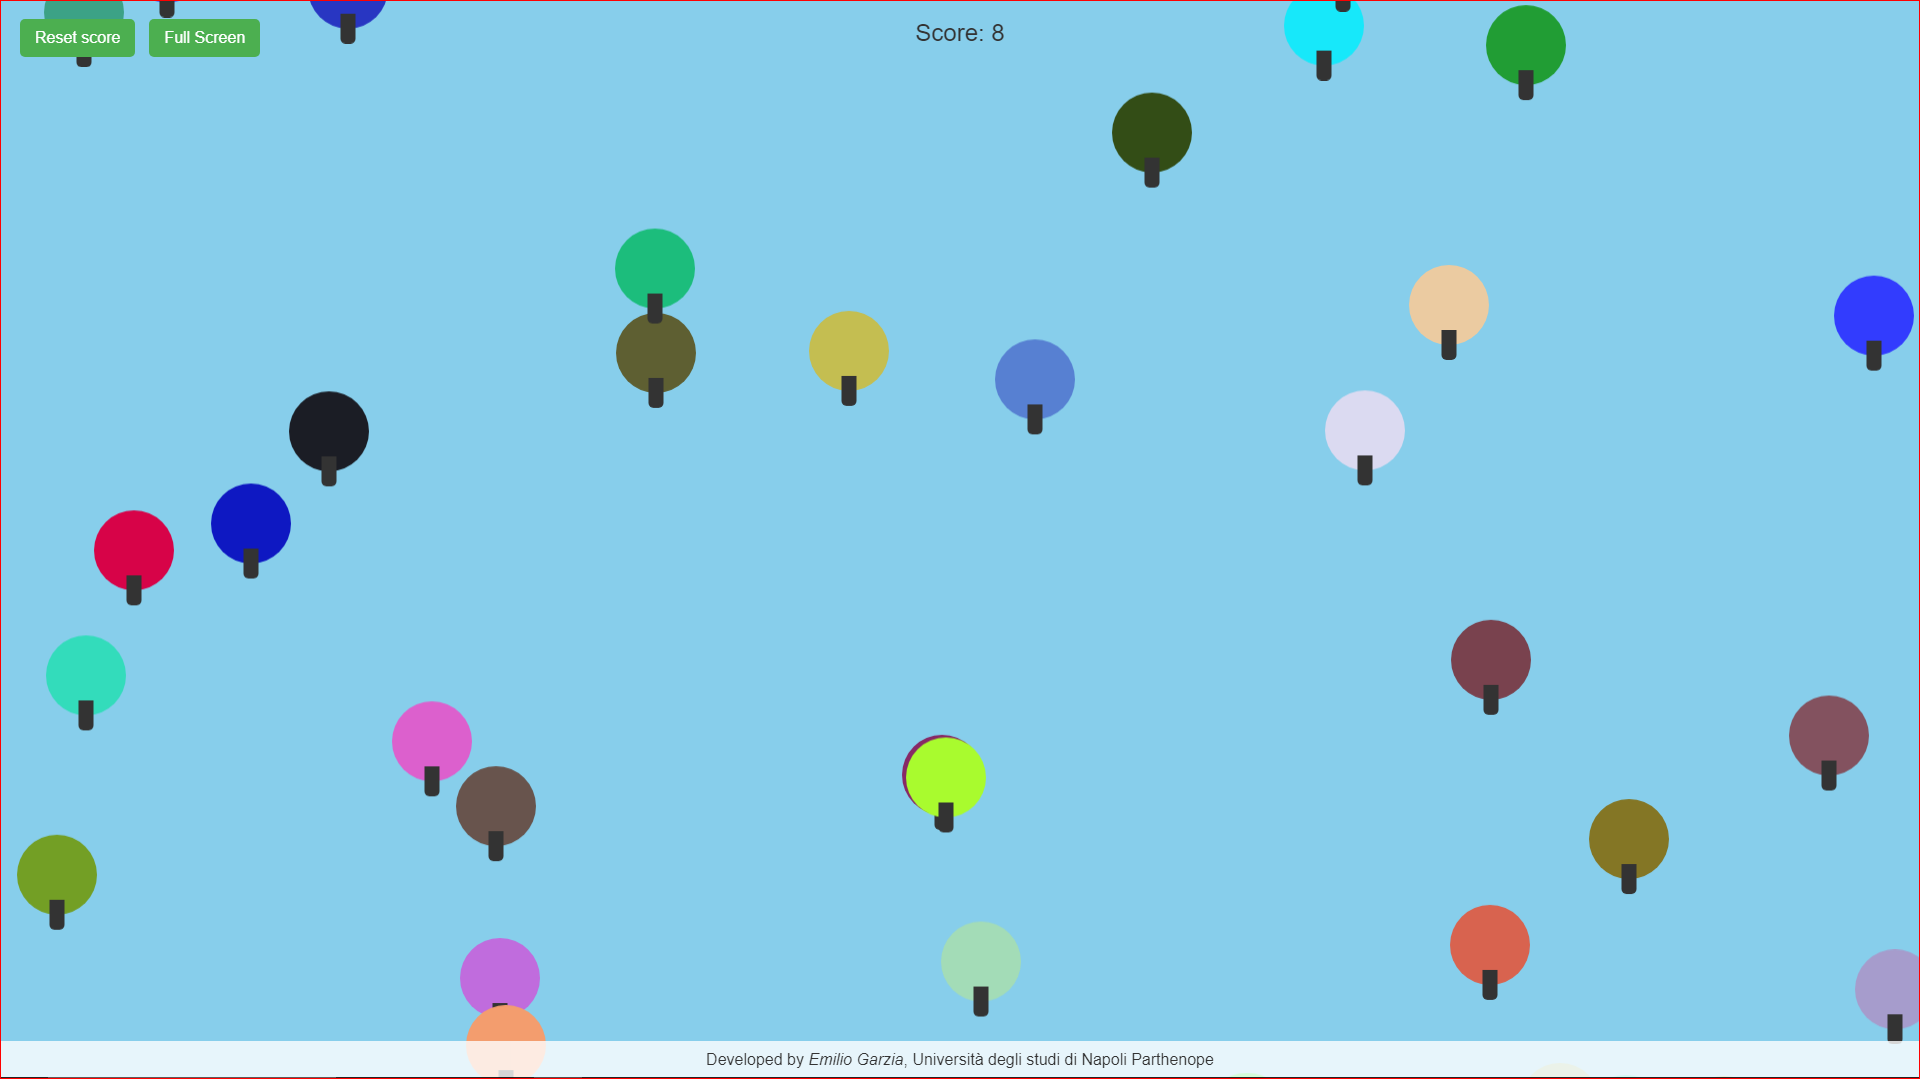 Reset score
Full Screen
Score: 8
Developed by Emilio Garzia, Università degli studi di Napoli Parthenope